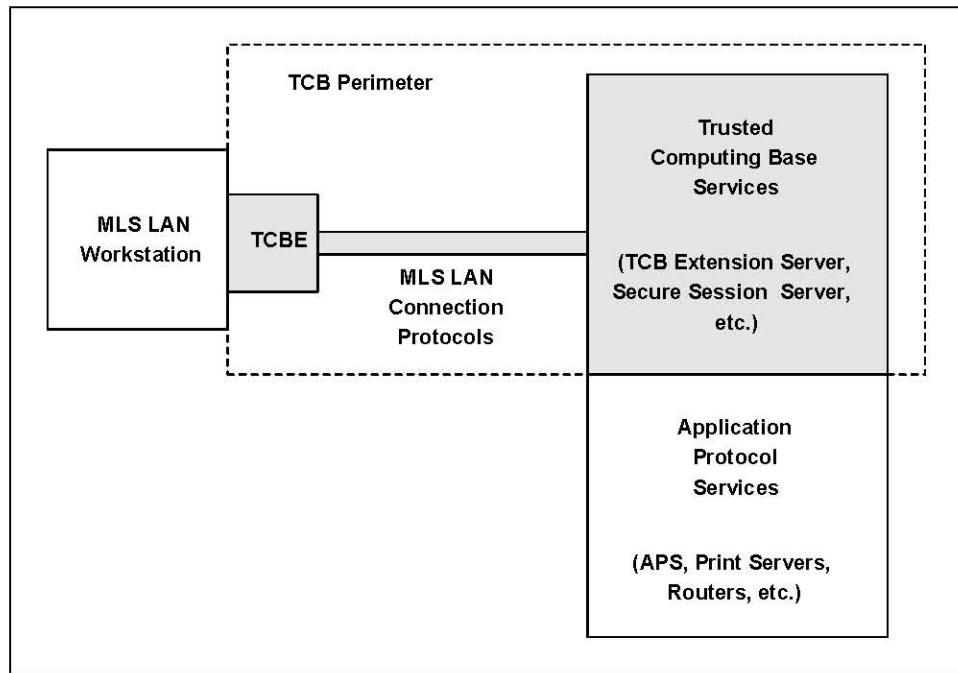 TCB Perimeter
Trusted
Computing Base
Services
(TCB Extension Server,
Secure Session Server,
etc.)
MLS LAN
Workstation
TCBE
MLS LAN
Connection
Protocols
Application
Protocol
Services
(APS, Print Servers,
Routers, etc.)